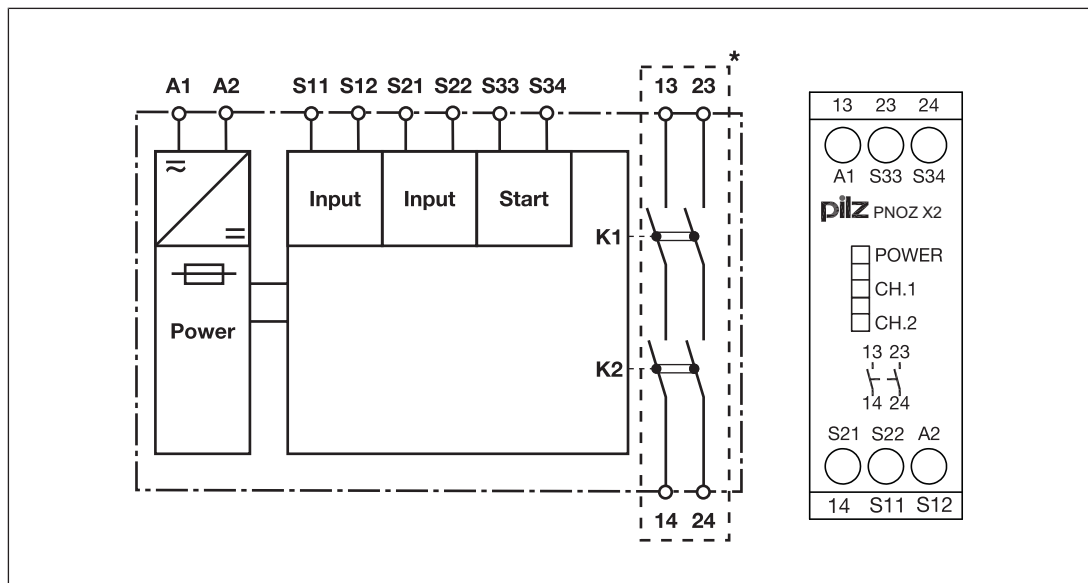 *
A1 A2 S11 S12 S21 S22 S33 S34 13 23
Input Input Start
K1
Power
K2
14 24
13 23 24
A1 S33 S34
pilz PNOZ X2
POWER
CH.1
CH.2
13 23
14 24
S21 S22 A2
14 S11 S12